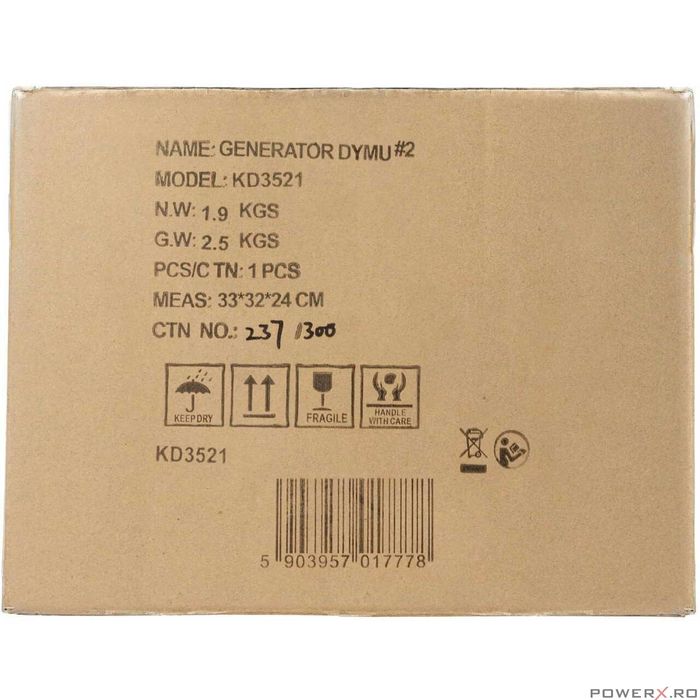 NAME: GENERATOR DYMU #2
MODEL: KD3521
N.W: 1.9 KGS
G.W: 2.5 KGS
PCS/CTN: 1 PCS
MEAS: 33*32*24 CM
CTN NO.: 237 /300
KEEP DRY
FRAGILE
HANDLE
WITH CARE
KD3521
5 903957 017778
POWERX.RO